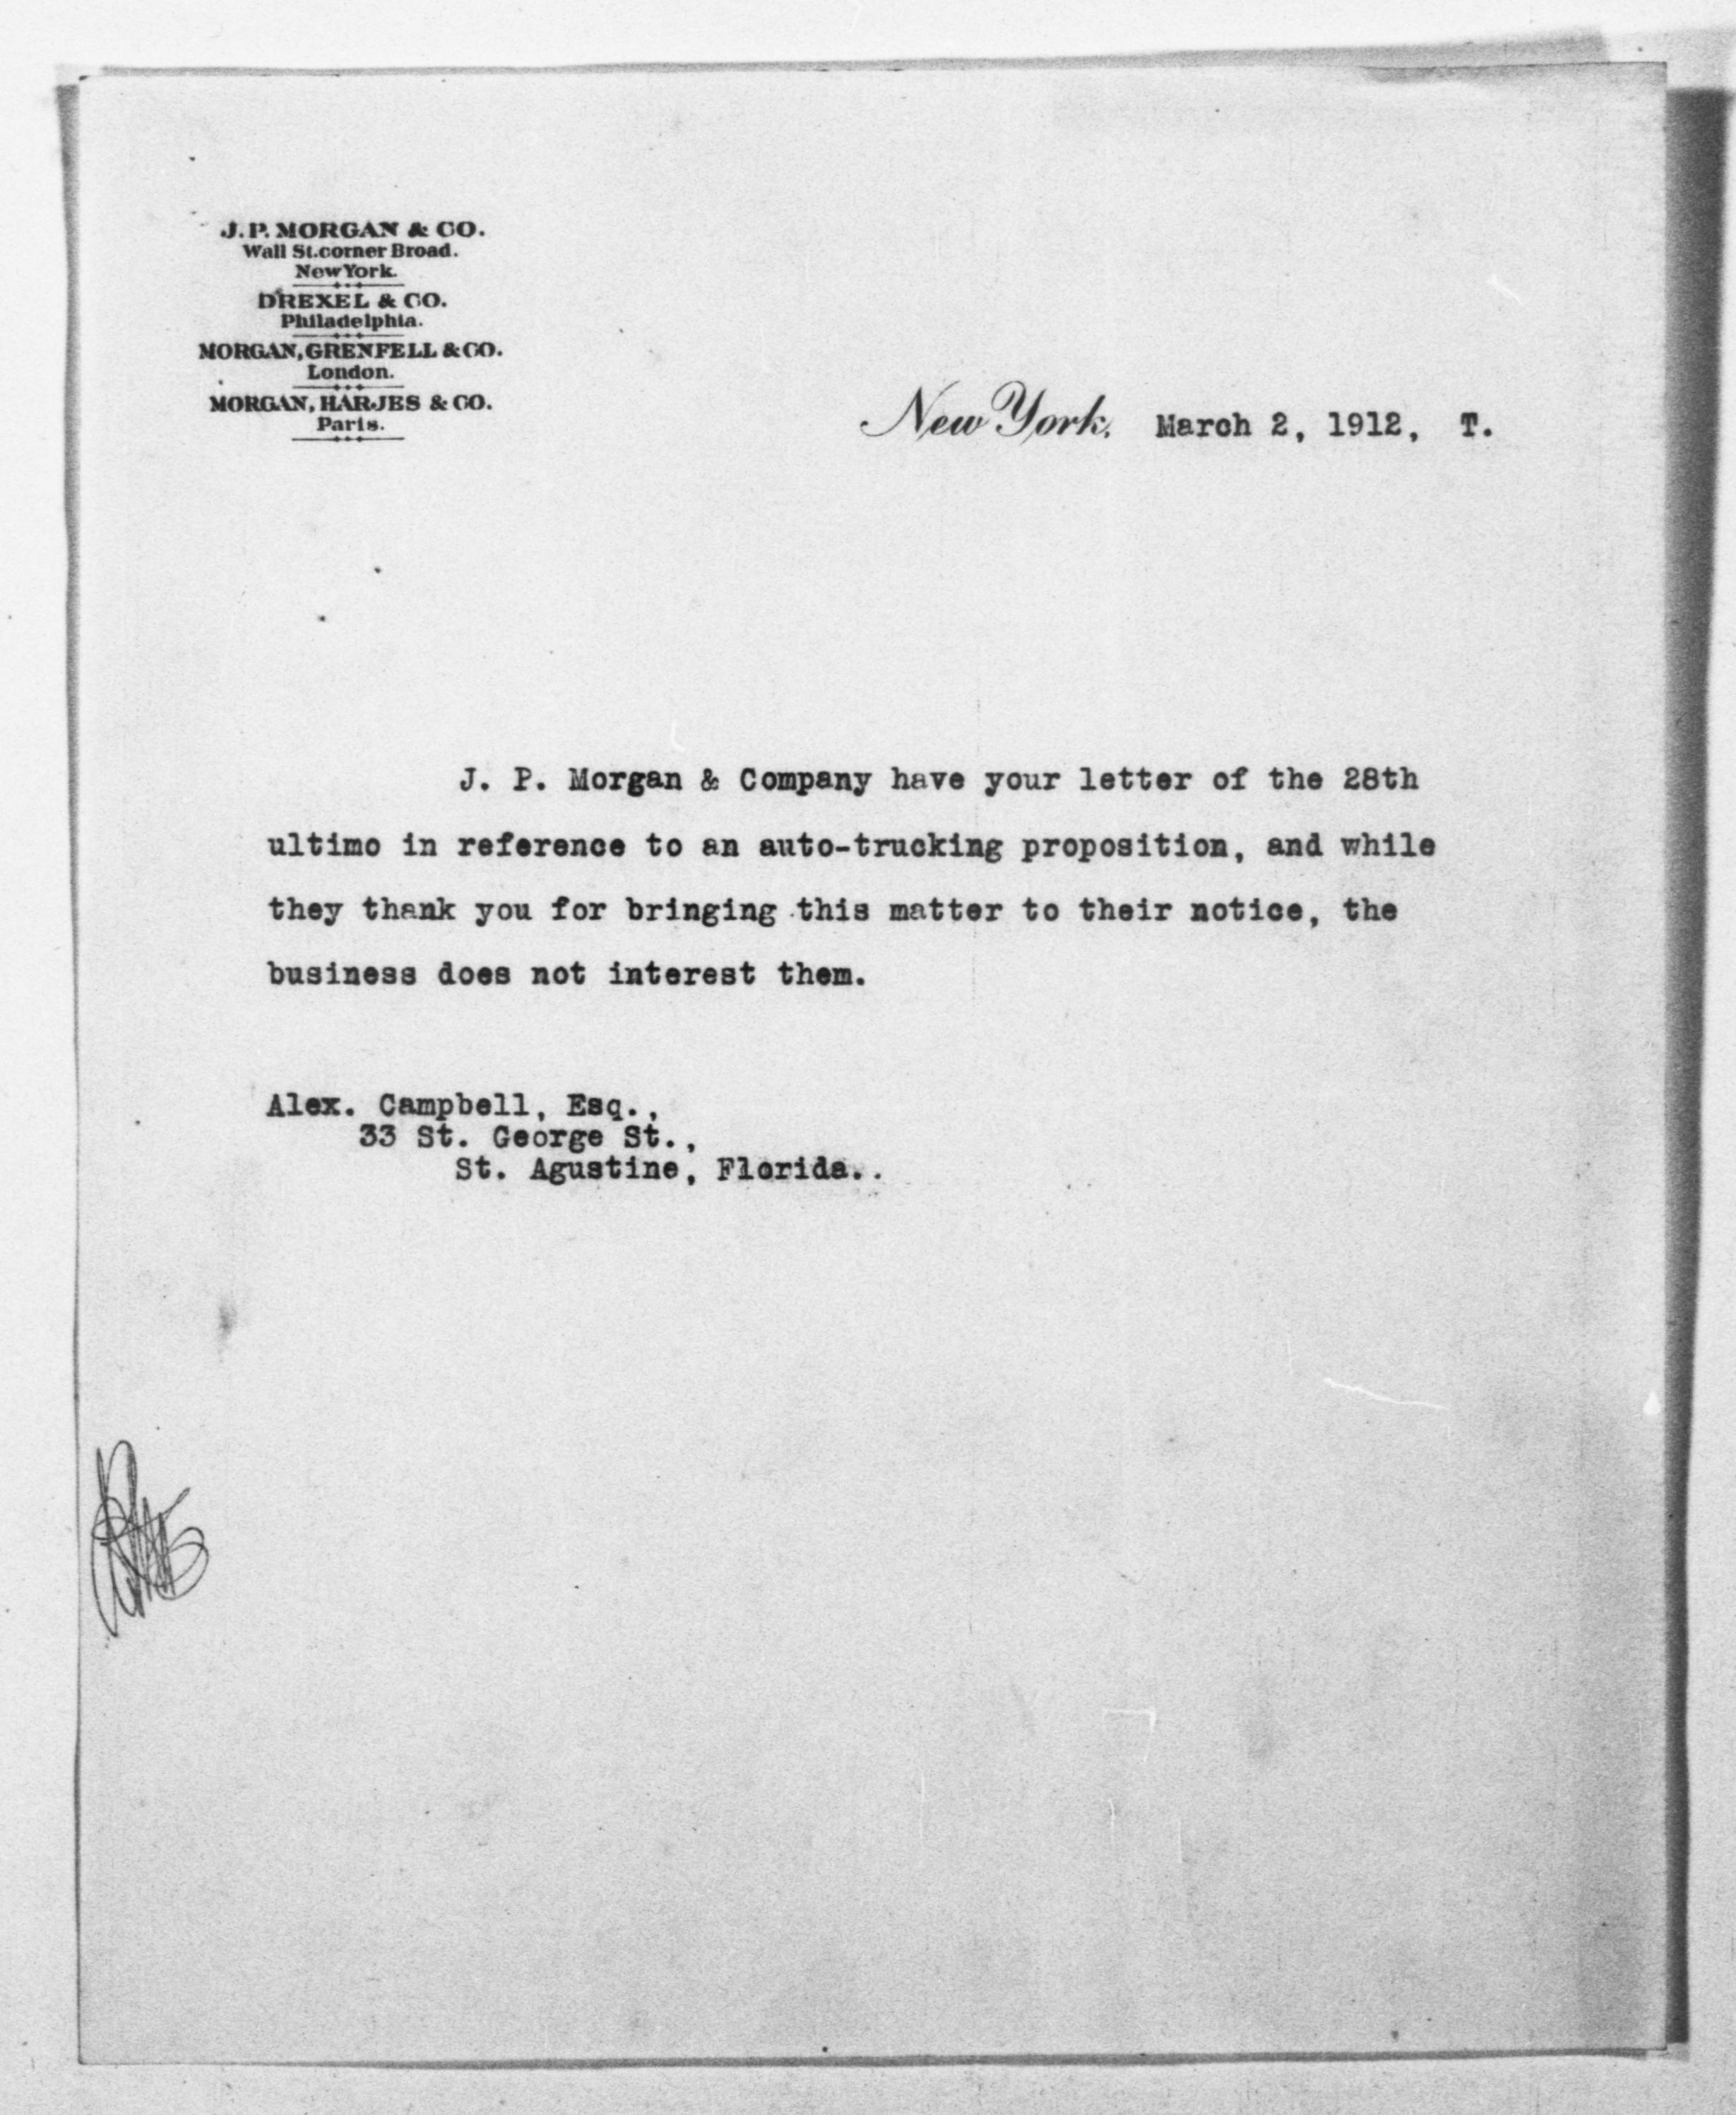 J.P. MORGAN & CO.
Wall St. corner Broad.
New York.
DREXEL & CO.
Philadelphia.
MORGAN, GRENFELL & CO.
London.
MORGAN, HARJES & CO.
Paris.
New York, March 2, 1912, T.
J. P. Morgan & Company have your letter of the 28th
ultimo in reference to an auto-trucking proposition, and while
they thank you for bringing this matter to their notice, the
business does not interest them.
Alex. Campbell, Esq.,
33 St. George St.,
St. Agustine, Florida..